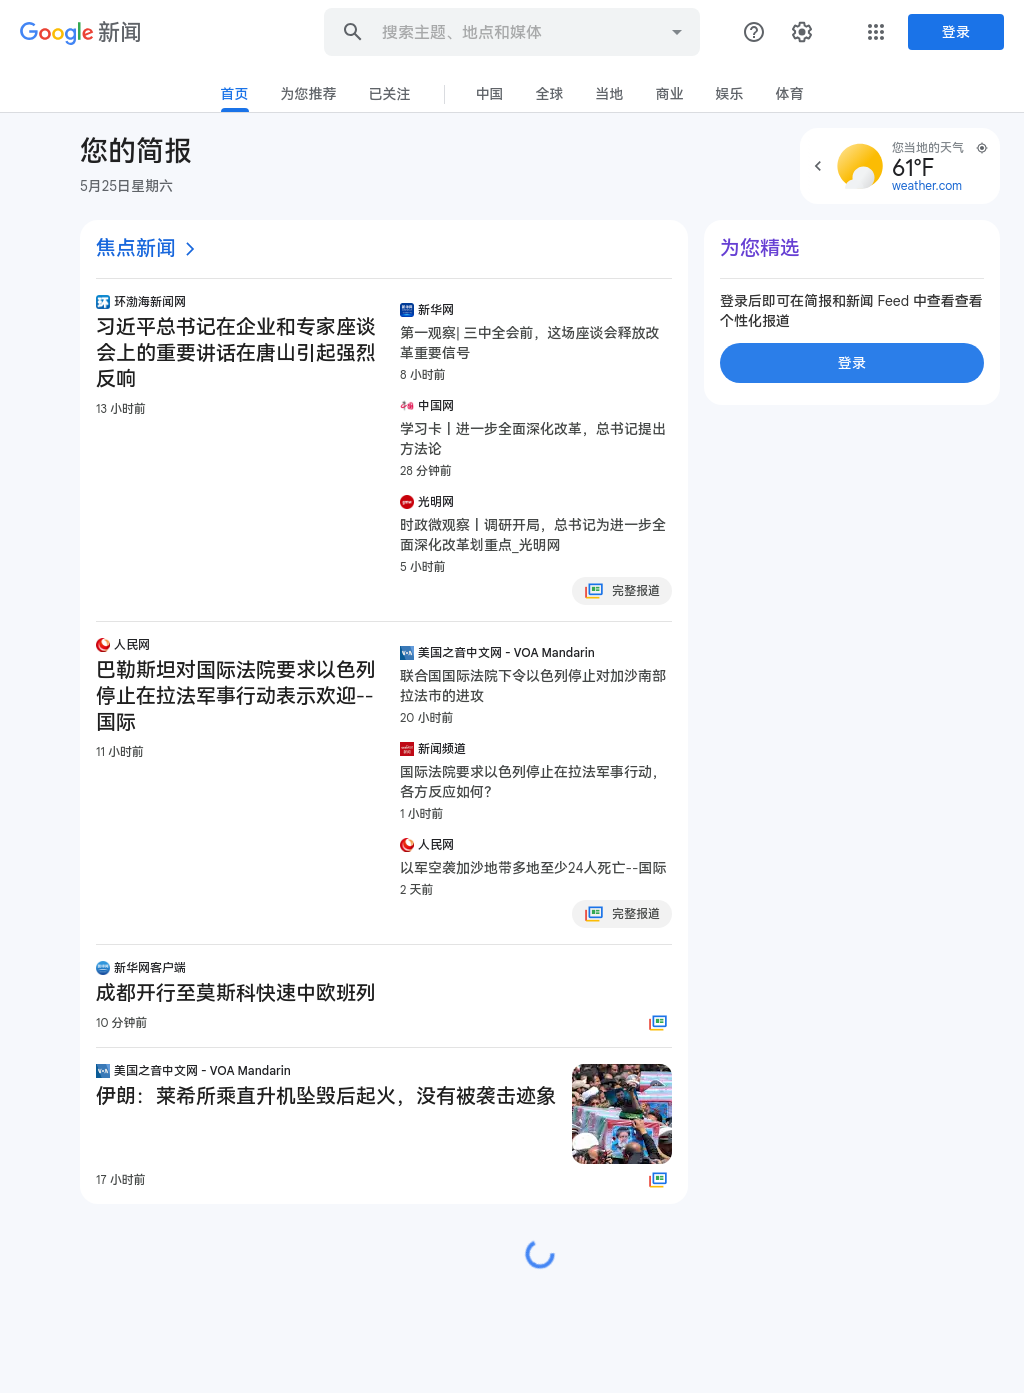 Google 新闻
搜索主题、地点和媒体
登录
首页
为您推荐
已关注
中国
全球
当地
商业
娱乐
体育
您的简报
5月25日星期六
您当地的天气
61°F
weather.com
焦点新闻
环渤海新闻网
习近平总书记在企业和专家座谈
会上的重要讲话在唐山引起强烈
反响
13 小时前
新华网
第一观察| 三中全会前，这场座谈会释放改
革重要信号
8 小时前
中国网
学习卡丨进一步全面深化改革，总书记提出
方法论
28 分钟前
光明网
时政微观察丨调研开局，总书记为进一步全
面深化改革划重点_光明网
5 小时前
完整报道
人民网
巴勒斯坦对国际法院要求以色列
停止在拉法军事行动表示欢迎--
国际
11 小时前
美国之音中文网 - VOA Mandarin
联合国国际法院下令以色列停止对加沙南部
拉法市的进攻
20 小时前
新闻频道
国际法院要求以色列停止在拉法军事行动，
各方反应如何？
1 小时前
人民网
以军空袭加沙地带多地至少24人死亡--国际
2 天前
完整报道
新华网客户端
成都开行至莫斯科快速中欧班列
10 分钟前
美国之音中文网 - VOA Mandarin
伊朗：莱希所乘直升机坠毁后起火，没有被袭击迹象
17 小时前
为您精选
登录后即可在简报和新闻 Feed 中查看查看
个性化报道
登录